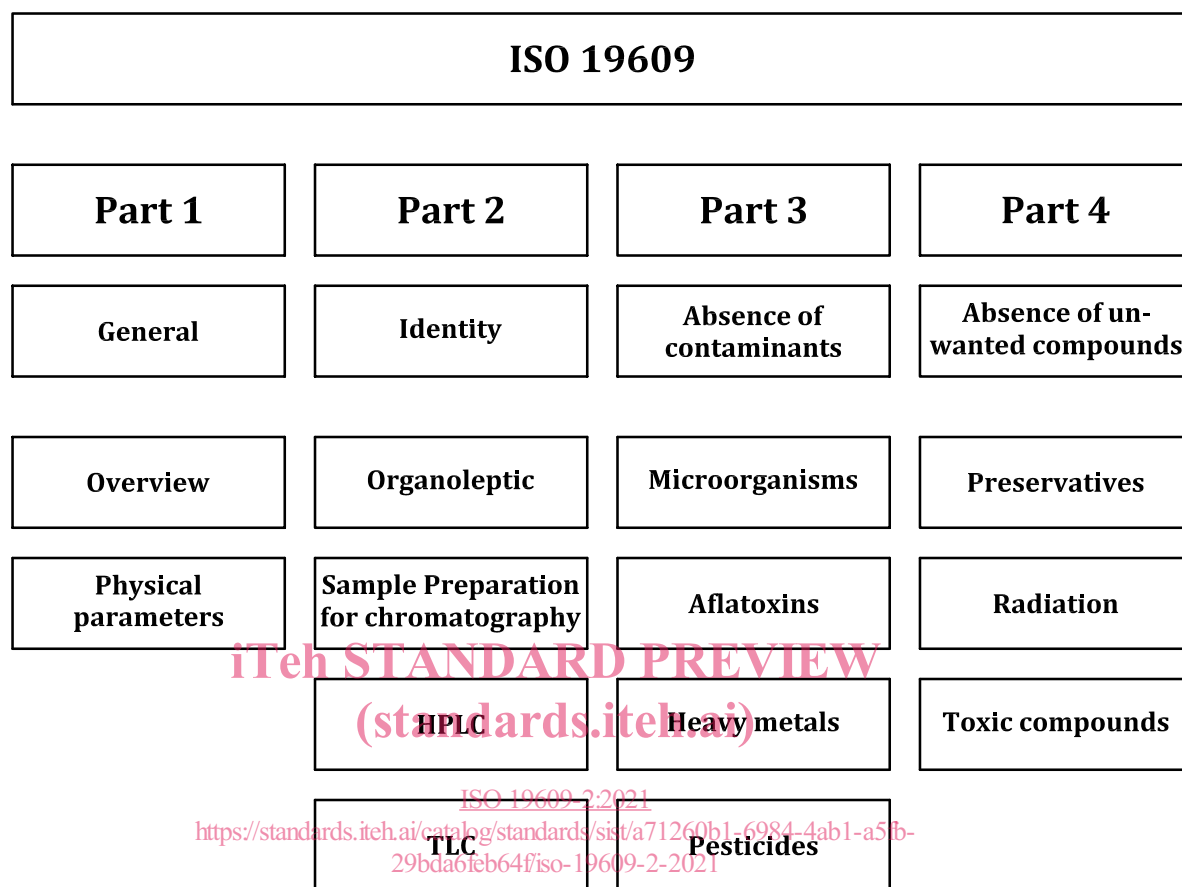 ISO 19609
Part 1
Part 2
Part 3
Part 4
General
Identity
Absence of
contaminants
Absence of un-
wanted compounds
Overview
Organoleptic
Microorganisms
Preservatives
Physical
parameters
Sample Preparation
for chromatography
Aflatoxins
Radiation
iTeh STANDARD PREVIEW
(standards.iteh.ai)
HPLC
Heavy metals
Toxic compounds
ISO 19609-2:2021
https://standards.iteh.ai/catalog/standards/sist/a71260b1-6984-4ab1-a5fb-
29bda6feb64f/iso-19609-2-2021
TLC
Pesticides